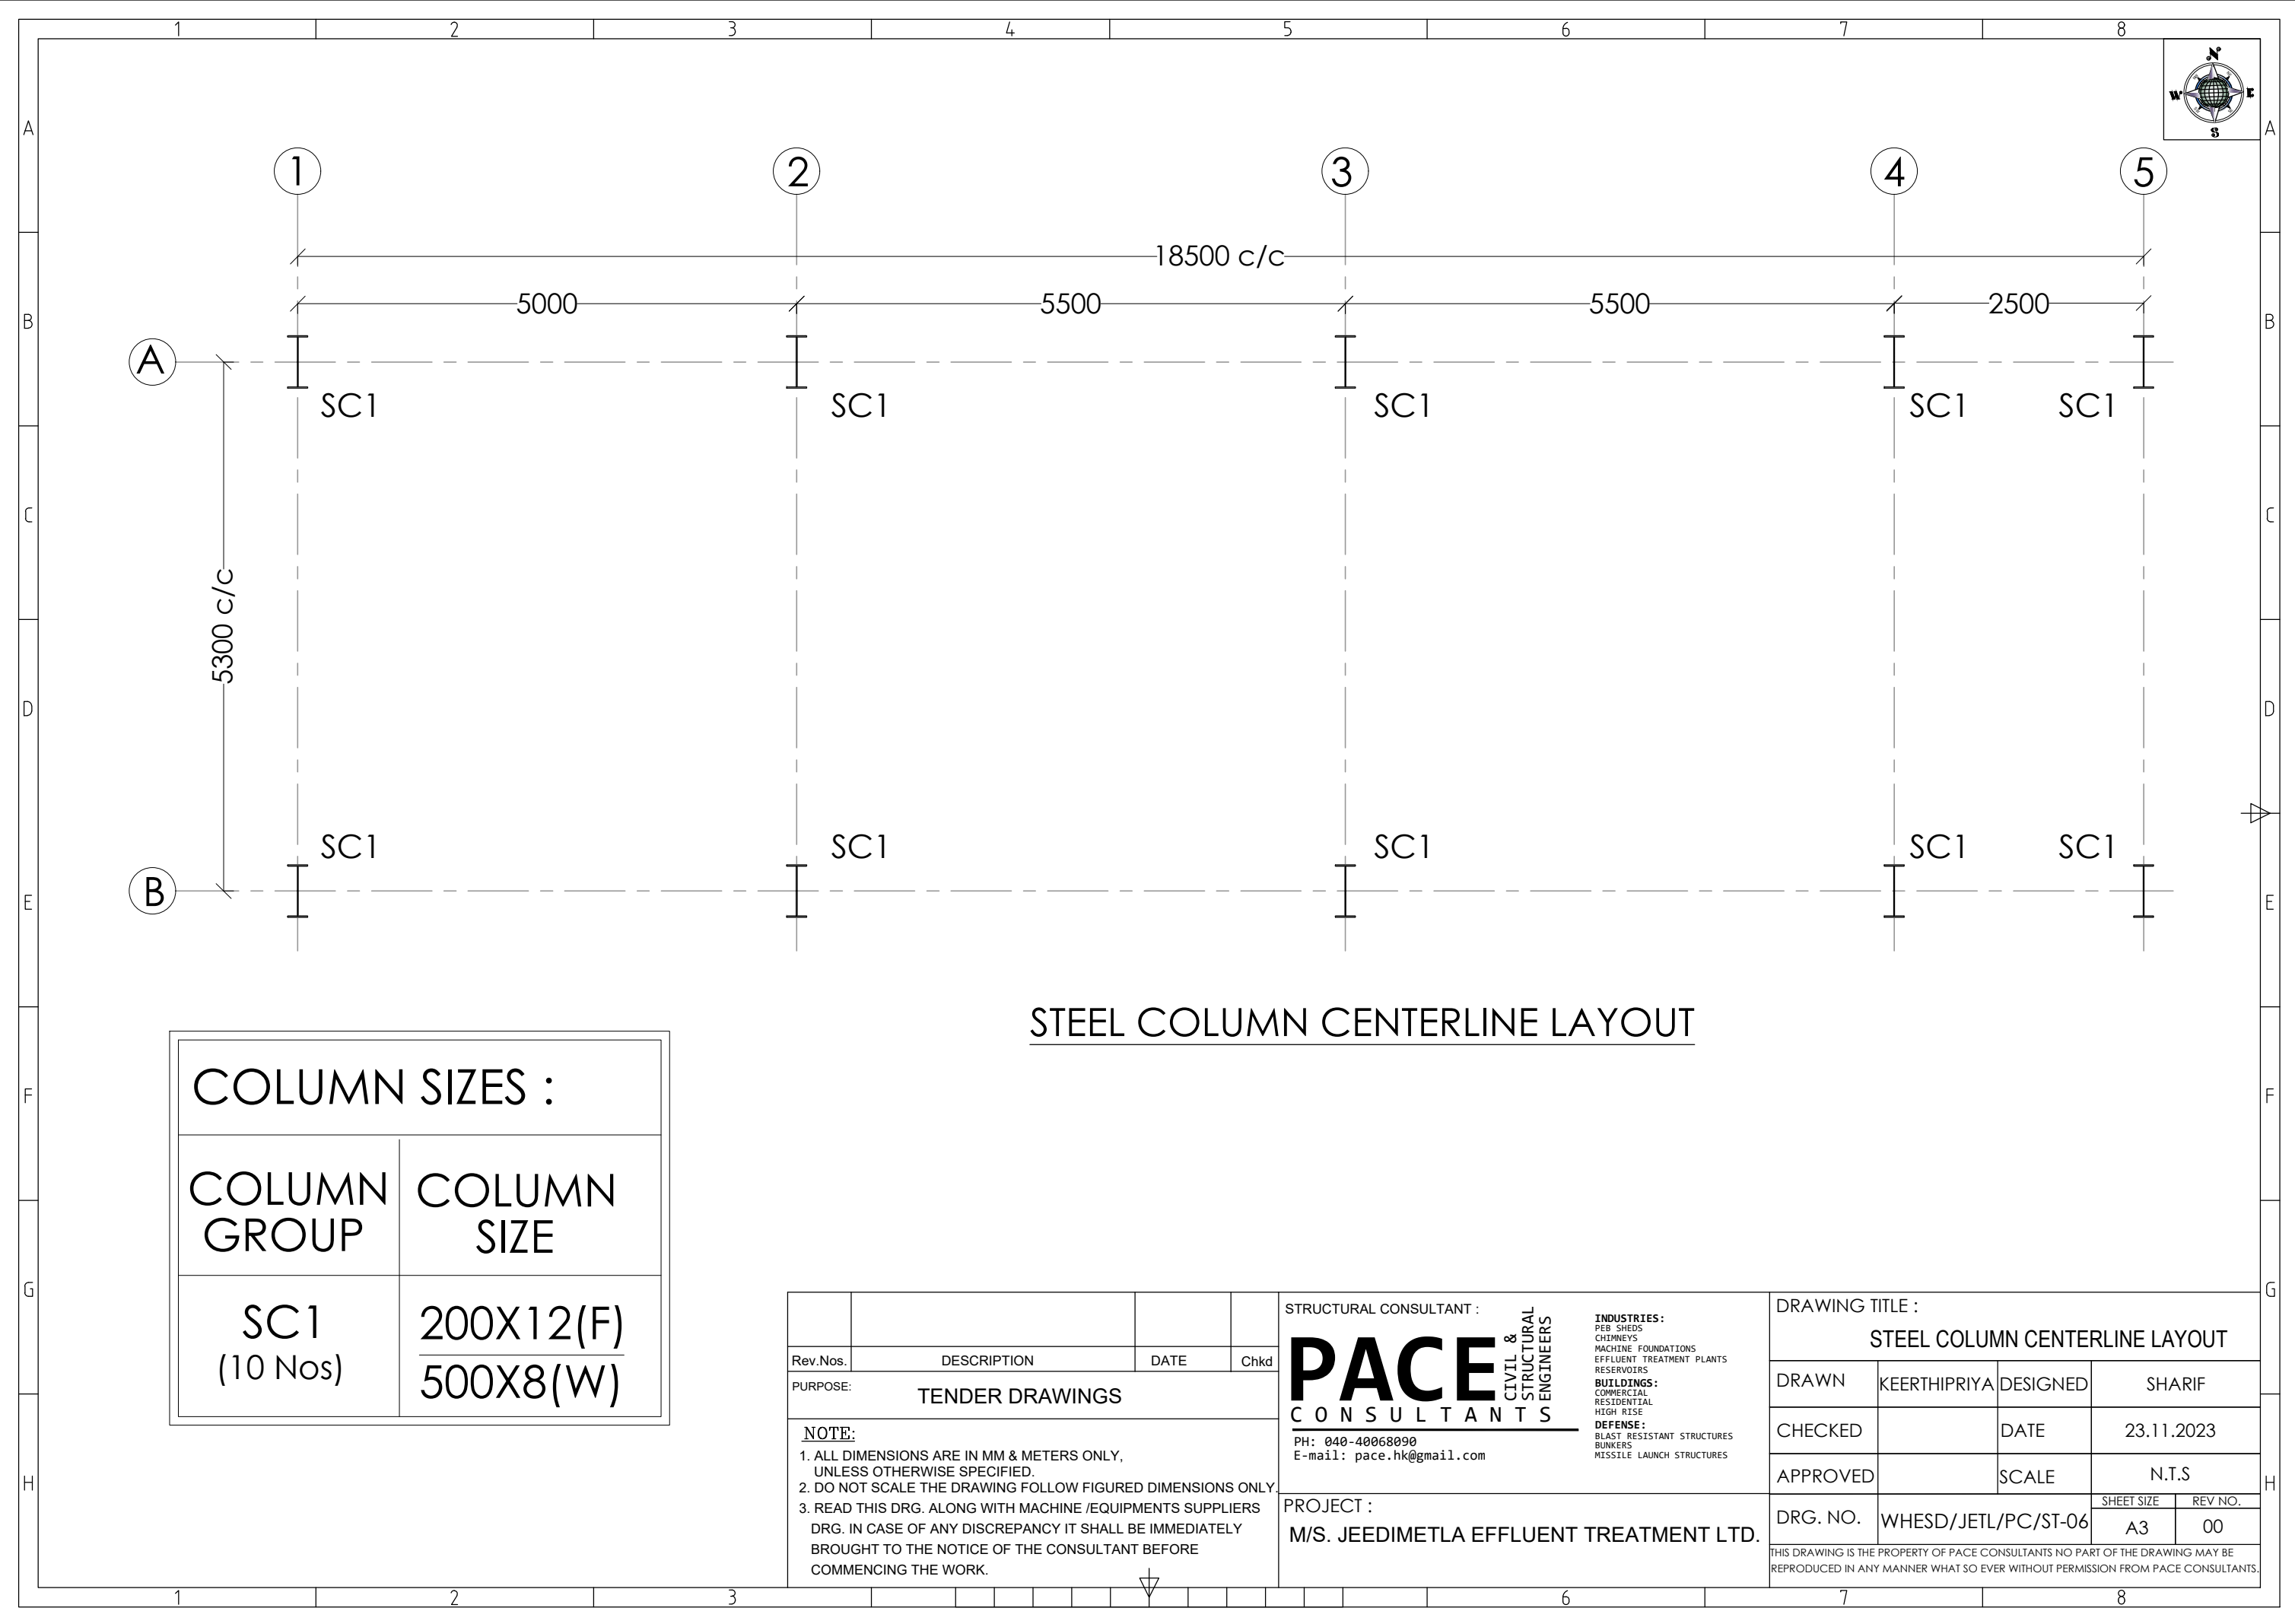 1 2 3 4 5 6 7 8
N
W E
S
A A
B B
C C
D D
E E
F F
G G
H H
1 2 3 4 5
18500 c/c
5000 5500 5500 2500
A
SC1 SC1 SC1 SC1 SC1
5300 c/c
SC1 SC1 SC1 SC1 SC1
B
STEEL COLUMN CENTERLINE LAYOUT
COLUMN SIZES :
COLUMN
GROUP
COLUMN
SIZE
SC1
(10 Nos)
200X12(F)
500X8(W)
Rev.Nos. DESCRIPTION DATE Chkd
PURPOSE:
TENDER DRAWINGS
NOTE:
1. ALL DIMENSIONS ARE IN MM & METERS ONLY,
UNLESS OTHERWISE SPECIFIED.
2. DO NOT SCALE THE DRAWING FOLLOW FIGURED DIMENSIONS ONLY.
3. READ THIS DRG. ALONG WITH MACHINE /EQUIPMENTS SUPPLIERS
DRG. IN CASE OF ANY DISCREPANCY IT SHALL BE IMMEDIATELY
BROUGHT TO THE NOTICE OF THE CONSULTANT BEFORE
COMMENCING THE WORK.
STRUCTURAL CONSULTANT :
PACE
CIVIL &
STRUCTURAL
ENGINEERS
CONSULTANTS
PH: 040-40068090
E-mail: pace.hk@gmail.com
INDUSTRIES:
PEB SHEDS
CHIMNEYS
MACHINE FOUNDATIONS
EFFLUENT TREATMENT PLANTS
RESERVOIRS
BUILDINGS:
COMMERCIAL
RESIDENTIAL
HIGH RISE
DEFENSE:
BLAST RESISTANT STRUCTURES
BUNKERS
MISSILE LAUNCH STRUCTURES
PROJECT :
M/S. JEEDIMETLA EFFLUENT TREATMENT LTD.
DRAWING TITLE :
STEEL COLUMN CENTERLINE LAYOUT
DRAWN KEERTHIPRIYA DESIGNED SHARIF
CHECKED DATE 23.11.2023
APPROVED SCALE N.T.S
DRG. NO. WHESD/JETL/PC/ST-06
SHEET SIZE REV NO.
A3 00
THIS DRAWING IS THE PROPERTY OF PACE CONSULTANTS NO PART OF THE DRAWING MAY BE
REPRODUCED IN ANY MANNER WHAT SO EVER WITHOUT PERMISSION FROM PACE CONSULTANTS.
1 2 3 6 7 8